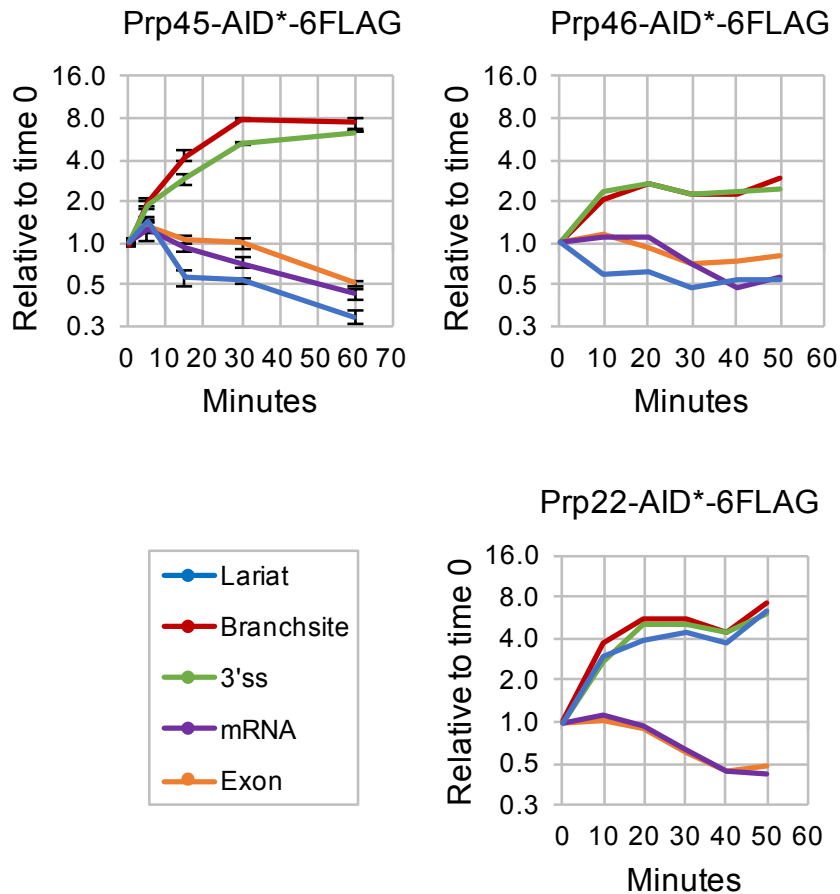 Prp45-AID*-6FLAG
Relative to time 0
16.0
8.0
4.0
2.0
1.0
0.5
0.3
0 10 20 30 40 50 60 70
Minutes
Prp46-AID*-6FLAG
Relative to time 0
16.0
8.0
4.0
2.0
1.0
0.5
0.3
0 10 20 30 40 50 60
Minutes
Lariat
Branchsite
3'ss
mRNA
Exon
Prp22-AID*-6FLAG
Relative to time 0
16.0
8.0
4.0
2.0
1.0
0.5
0.3
0 10 20 30 40 50 60
Minutes